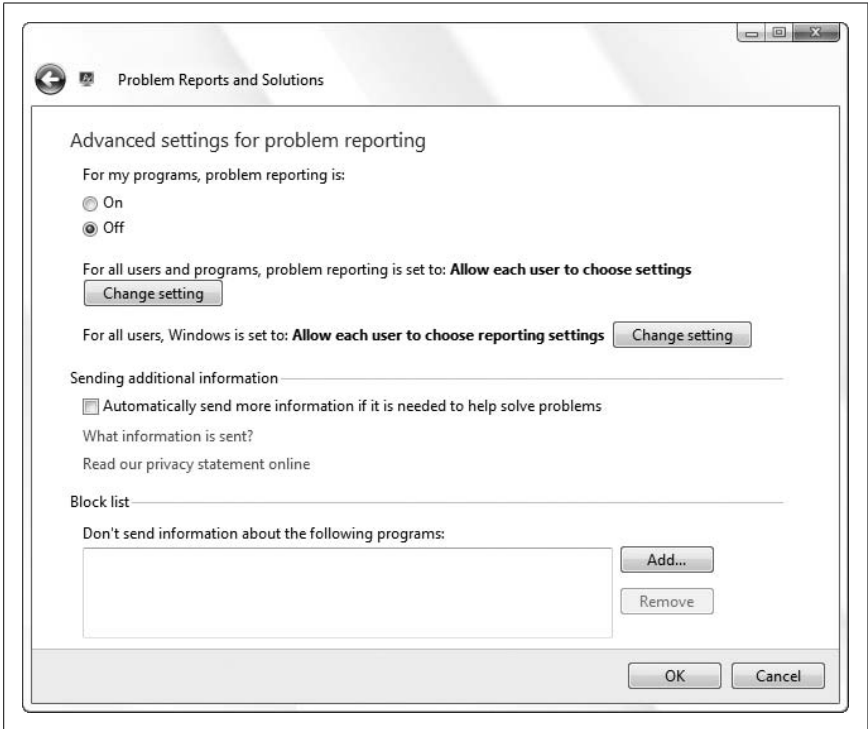 Problem Reports and Solutions
Advanced settings for problem reporting
For my programs, problem reporting is:
On
Off
For all users and programs, problem reporting is set to: Allow each user to choose settings
Change setting
For all users, Windows is set to: Allow each user to choose reporting settings Change setting
Sending additional information
Automatically send more information if it is needed to help solve problems
What information is sent?
Read our privacy statement online
Block list
Don't send information about the following programs:
Add...
Remove
OK Cancel